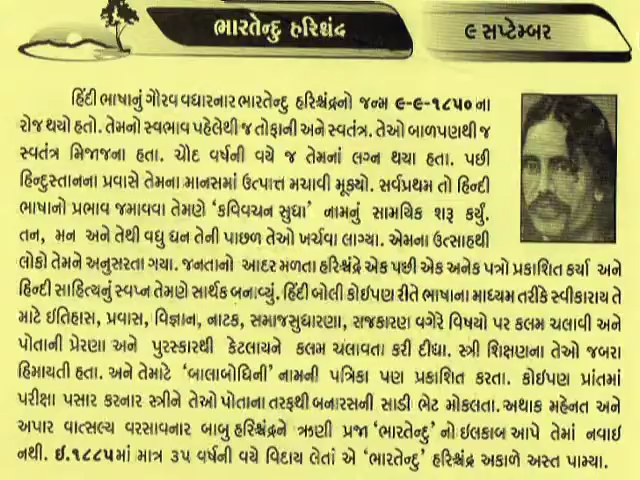 ભારતેન્દુ હરિશ્ચંદ્ર
૯ સપ્ટેમ્બર
હિંદી ભાષાનું ગૌરવ વધારનાર ભારતેન્દુ હરિશ્ચંદ્રનો જન્મ ૯-૯-૧૮૫૦ ના
રોજ થયો હતો. તેમનો સ્વભાવ પહેલેથી જ તોફાની અને સ્વતંત્ર. તેઓ બાળપણથી જ
સ્વતંત્ર મિજાજના હતા. ચૌદ વર્ષની વયે જ તેમનાં લગ્ન થયા હતા. પછી
હિન્દુસ્તાનના પ્રવાસે તેમના માનસમાં ઉત્પાત મચાવી મૂક્યો. સર્વપ્રથમ તો હિન્દી
ભાષાનો પ્રભાવ જમાવવા તેમણે ‘કવિવચન સુધા’ નામનું સામયિક શરૂ કર્યું.
તન, મન અને તેથી વધુ ધન તેની પાછળ તેઓ ખર્ચવા લાગ્યા. એમના ઉત્સાહથી
લોકો તેમને અનુસરતા ગયા. જનતાનો આદર મળતા હરિશ્ચંદ્રે એક પછી એક અનેક પત્રો પ્રકાશિત કર્યા અને
હિન્દી સાહિત્યનું સ્વપ્ન તેમણે સાર્થક બનાવ્યું. હિંદી બોલી કોઈપણ રીતે ભાષાના માધ્યમ તરીકે સ્વીકારાય તે
માટે ઈતિહાસ, પ્રવાસ, વિજ્ઞાન, નાટક, સમાજસુધારણા, રાજકારણ વગેરે વિષયો પર કલમ ચલાવી અને
પોતાની પ્રેરણા અને પુરસ્કારથી કેટલાયને કલમ ચલાવતા કરી દીધા. સ્ત્રી શિક્ષણના તેઓ જબરા
હિમાયતી હતા. અને તેમાટે ‘બાલાબોધિની’ નામની પત્રિકા પણ પ્રકાશિત કરતા. કોઈપણ પ્રાંતમાં
પરીક્ષા પસાર કરનાર સ્ત્રીને તેઓ પોતાના તરફથી બનારસની સાડી ભેટ મોકલતા. અથાક મહેનત અને
અપાર વાત્સલ્ય વરસાવનાર બાબુ હરિશ્ચંદ્રને ઋણી પ્રજા ‘ભારતેન્દુ’ નો ઈલકાબ આપે તેમાં નવાઈ
નથી. ઈ.૧૮૮૫માં માત્ર ૩૫ વર્ષની વયે વિદાય લેતાં એ ‘ભારતેન્દુ’ હરિશ્ચંદ્ર અકાળે અસ્ત પામ્યા.